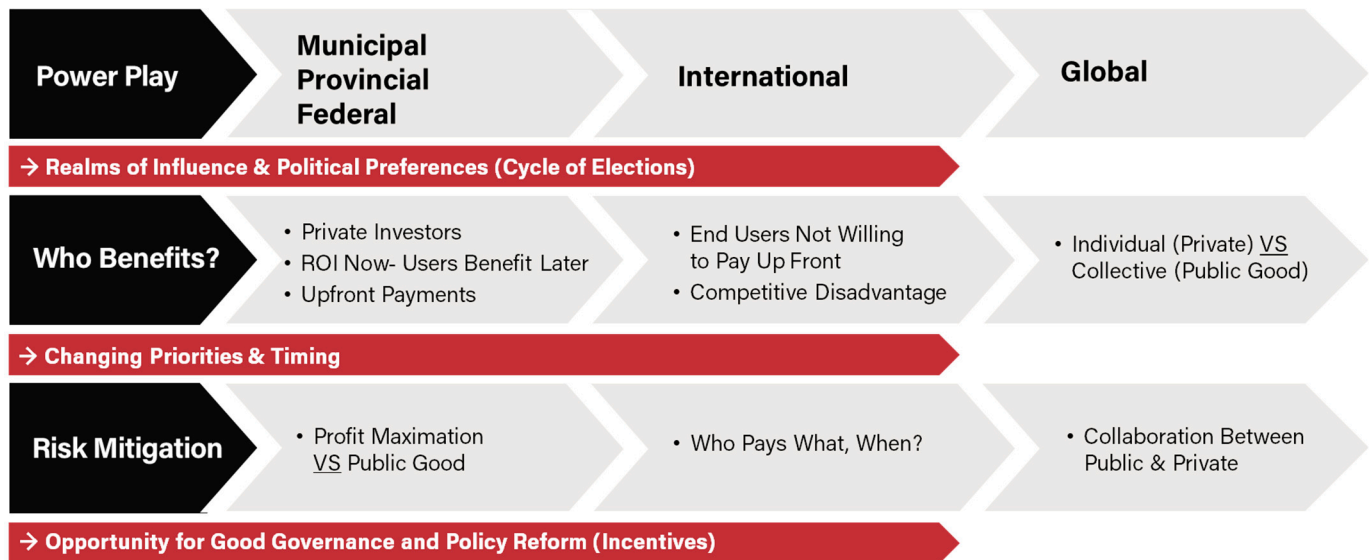 Power Play
Municipal
Provincial
Federal
International
Global
→ Realms of Influence & Political Preferences (Cycle of Elections)
Who Benefits?
• Private Investors
• ROI Now- Users Benefit Later
• Upfront Payments
• End Users Not Willing
to Pay Up Front
• Competitive Disadvantage
• Individual (Private) VS
Collective (Public Good)
→ Changing Priorities & Timing
Risk Mitigation
• Profit Maximation
VS Public Good
• Who Pays What, When?
• Collaboration Between
Public & Private
→ Opportunity for Good Governance and Policy Reform (Incentives)